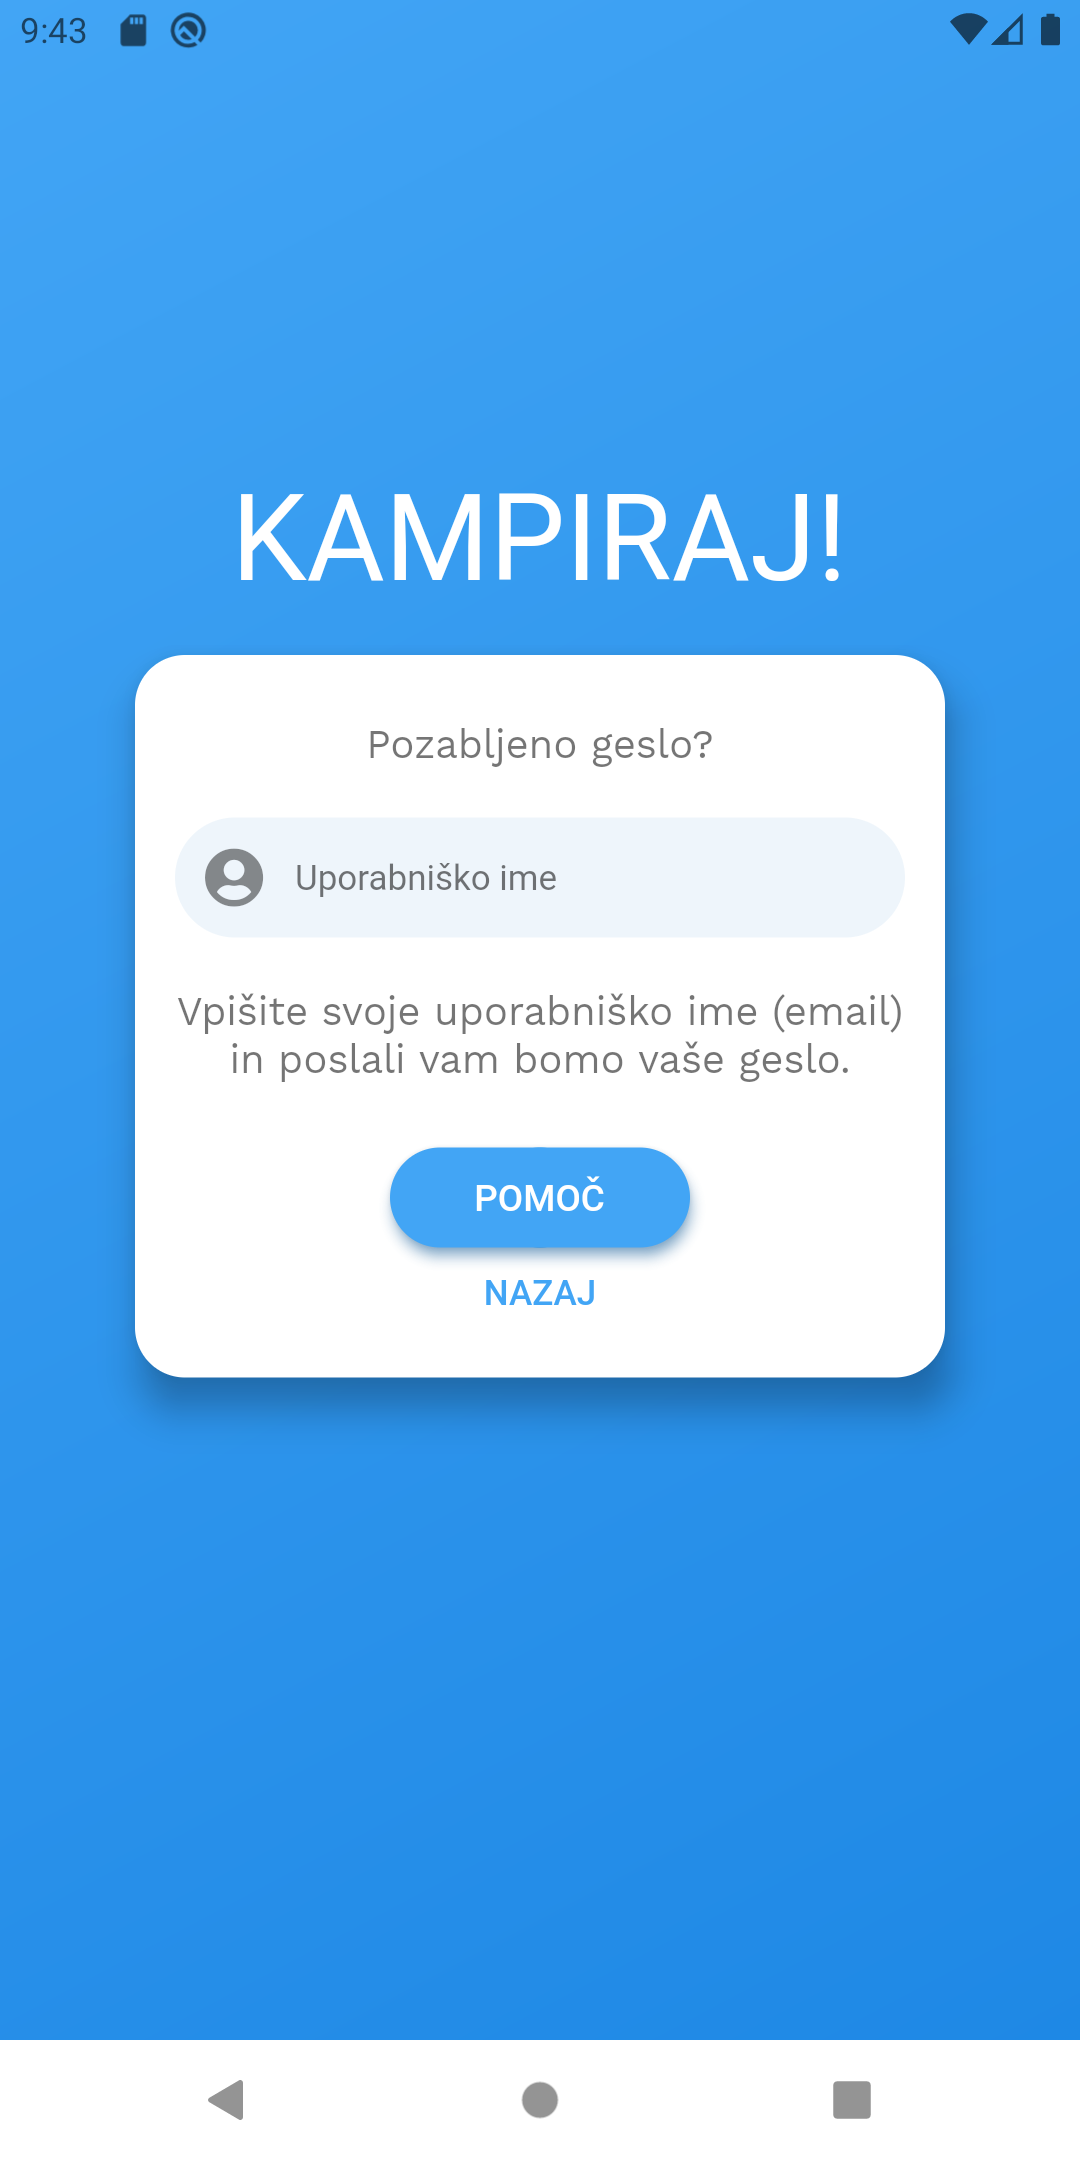 9:43
KAMPIRAJ!
Pozabljeno geslo?
Uporabniško ime
Vpišite svoje uporabniško ime (email)
in poslali vam bomo vaše geslo.
POMOČ
NAZAJ